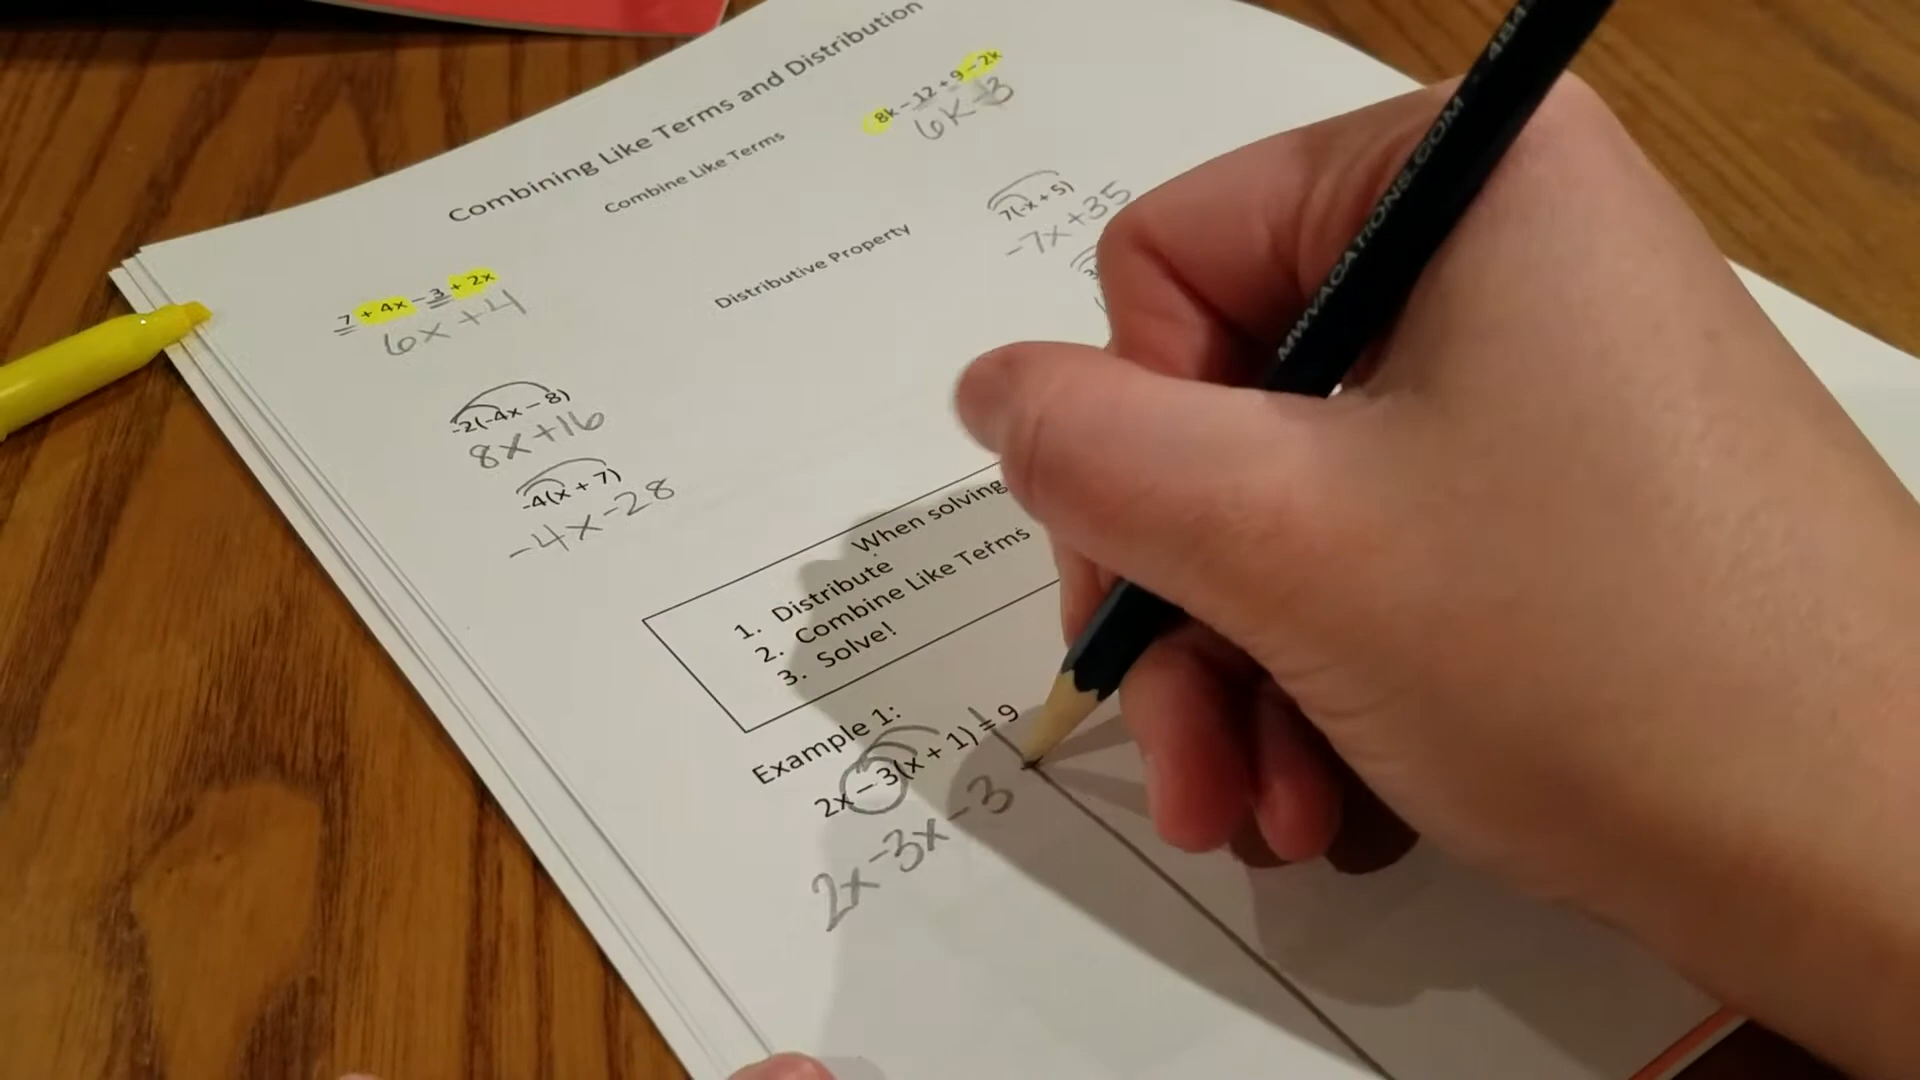 Combining Like Terms and Distribution
Combine Like Terms
7 + 4x - 3 + 2x
6x+4
8k - 12 + 9 - 2k
6k-3
Distributive Property
-2(-4x - 8)
8x+16
7(-x + 5)
-7x+35
-4(x + 7)
-4x-28
When solving
1. Distribute
2. Combine Like Terms
3. Solve!
Example 1:
2x - 3(x + 1) = 9
2x-3x-3
MWVACATIONS.COM